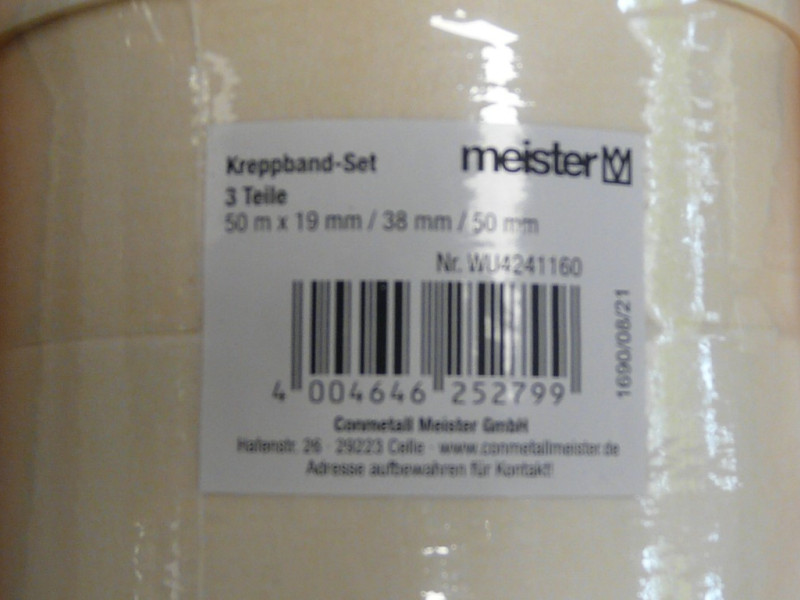 Kreppband-Set
meister
3 Teile
50 m x 19 mm / 38 mm / 50 mm
Nr. WU4241160
1690/08/21
4 004646 252799
Conmetall Meister GmbH
Hafenstr. 26 · 29223 Celle · www.conmetallmeister.de
Adresse aufbewahren für Kontakt!